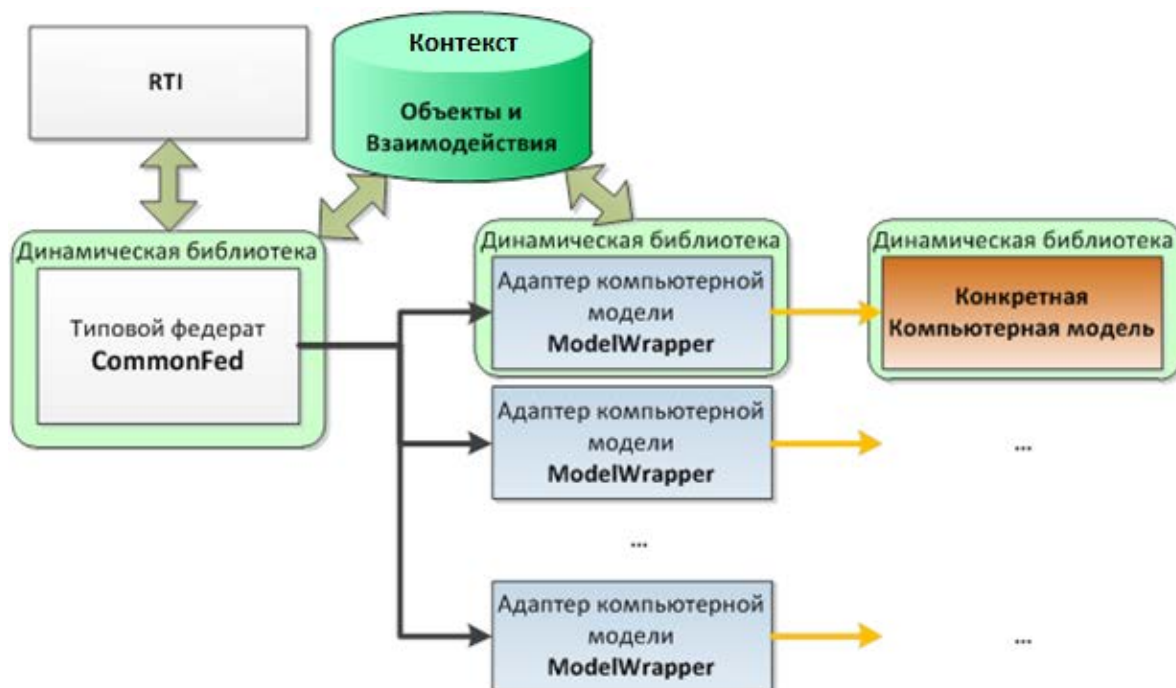 RTI
Контекст
Объекты и
Взаимодействия
Динамическая библиотека
Типовой федерат
CommonFed
Динамическая библиотека
Адаптер компьютерной
модели
ModelWrapper
Динамическая библиотека
Конкретная
Компьютерная модель
Адаптер компьютерной
модели
ModelWrapper
...
...
Адаптер компьютерной
модели
ModelWrapper
...